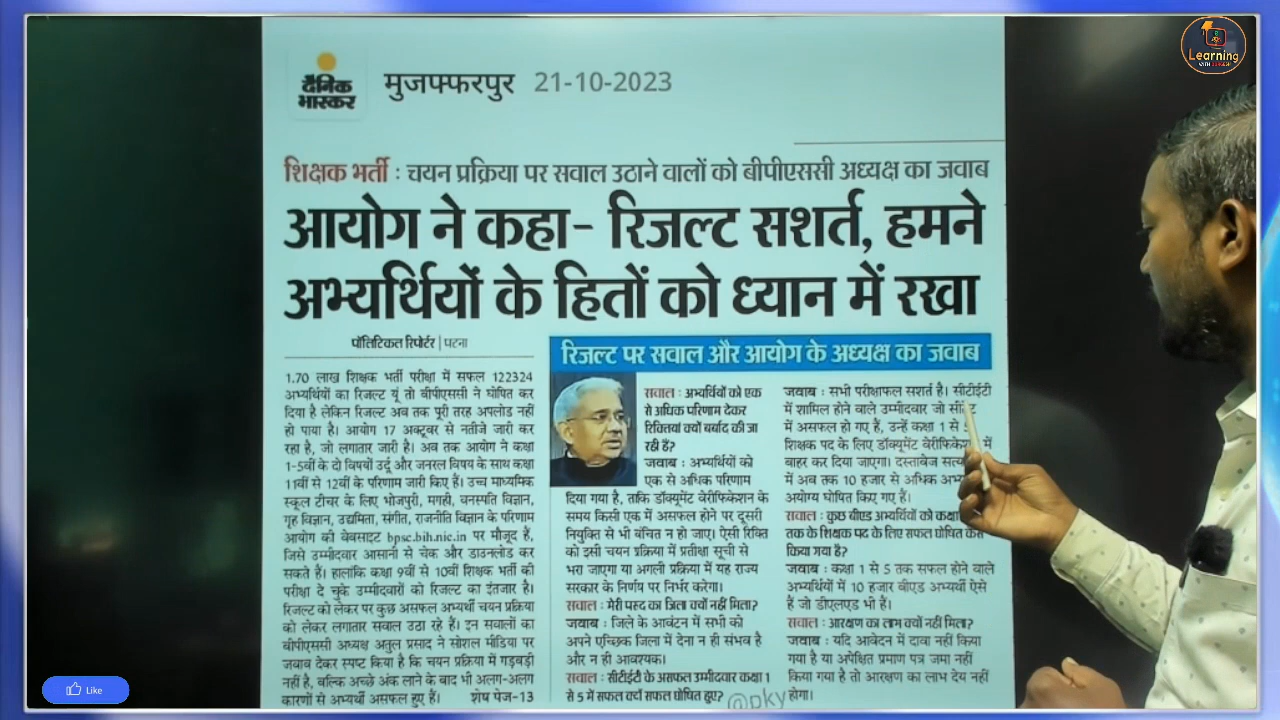 दैनिक
भास्कर
मुजफ्फरपुर 21-10-2023
Learning
शिक्षक भर्ती : चयन प्रक्रिया पर सवाल उठाने वालों को बीपीएससी अध्यक्ष का जवाब
आयोग ने कहा- रिजल्ट सशर्त, हमने
अभ्यर्थियों के हितों को ध्यान में रखा
पॉलिटिकल रिपोर्टर | पटना
1.70 लाख शिक्षक भर्ती परीक्षा में सफल 122324
अभ्यर्थियों का रिजल्ट यूं तो बीपीएससी ने घोषित कर
दिया है लेकिन रिजल्ट अब तक पूरी तरह अपलोड नहीं
हो पाया है। आयोग 17 अक्टूबर से नतीजे जारी कर
रहा है, जो लगातार जारी है। अब तक आयोग ने कक्षा
1-5वीं के दो विषयों उर्दू और जनरल विषय के साथ कक्षा
11वीं से 12वीं के परिणाम जारी किए हैं। उच्च माध्यमिक
स्कूल टीचर के लिए भोजपुरी, मगही, वनस्पति विज्ञान,
गृह विज्ञान, उद्यमिता, संगीत, राजनीति विज्ञान के परिणाम
आयोग की वेबसाइट bpsc.bih.nic.in पर मौजूद हैं,
जिसे उम्मीदवार आसानी से चेक और डाउनलोड कर
सकते हैं। हालांकि कक्षा 9वीं से 10वीं शिक्षक भर्ती की
परीक्षा दे चुके उम्मीदवारों को रिजल्ट का इंतजार है।
रिजल्ट को लेकर पर कुछ असफल अभ्यर्थी चयन प्रक्रिया
को लेकर लगातार सवाल उठा रहे हैं। इन सवालों का
बीपीएससी अध्यक्ष अतुल प्रसाद ने सोशल मीडिया पर
जवाब देकर स्पष्ट किया है कि चयन प्रक्रिया में गड़बड़ी
नहीं है, बल्कि अच्छे अंक लाने के बाद भी अलग-अलग
कारणों से अभ्यर्थी असफल हुए हैं। शेष पेज-13
रिजल्ट पर सवाल और आयोग के अध्यक्ष का जवाब
सवाल : अभ्यर्थियों को एक
से अधिक परिणाम देकर
रिक्तियां क्यों बर्बाद की जा
रही हैं?
जवाब : अभ्यर्थियों को
एक से अधिक परिणाम
दिया गया है, ताकि डॉक्यूमेंट वेरीफिकेशन के
समय किसी एक में असफल होने पर दूसरी
नियुक्ति से भी वंचित न हो जाए। ऐसी रिक्ति
को इसी चयन प्रक्रिया में प्रतीक्षा सूची से
भरा जाएगा या अगली प्रक्रिया में यह राज्य
सरकार के निर्णय पर निर्भर करेगा।
सवाल : मेरी पसंद का जिला क्यों नहीं मिला?
जवाब : जिले के आवंटन में सभी को
अपने एच्छिक जिला में देना न ही संभव है
और न ही आवश्यक।
सवाल : सीटीईटी के असफल उम्मीदवार कक्षा 1
से 5 में सफल क्यों सफल घोषित हुए?
जवाब : सभी परीक्षाफल सशर्त है। सीटीईटी
में शामिल होने वाले उम्मीदवार जो
में असफल हो गए हैं, उन्हें कक्षा 1 से 5
शिक्षक पद के लिए डॉक्यूमेंट वेरीफिकेशन में
बाहर कर दिया जाएगा। दस्तावेज
में अब तक 10 हजार से अधिक
अयोग्य घोषित किए गए हैं।
सवाल : कुछ बीएड अभ्यर्थियों को कक्षा
तक के शिक्षक पद के लिए सफल घोषित कैसे
किया गया है?
जवाब : कक्षा 1 से 5 तक सफल होने वाले
अभ्यर्थियों में 10 हजार बीएड अभ्यर्थी ऐसे
हैं जो डीएलएड भी हैं।
सवाल : आरक्षण का लाभ क्यों नहीं मिला?
जवाब : यदि आवेदन में दावा नहीं किया
गया है या अपेक्षित प्रमाण पत्र जमा नहीं
किया गया है तो आरक्षण का लाभ देय नहीं
होगा।
@pky
Like